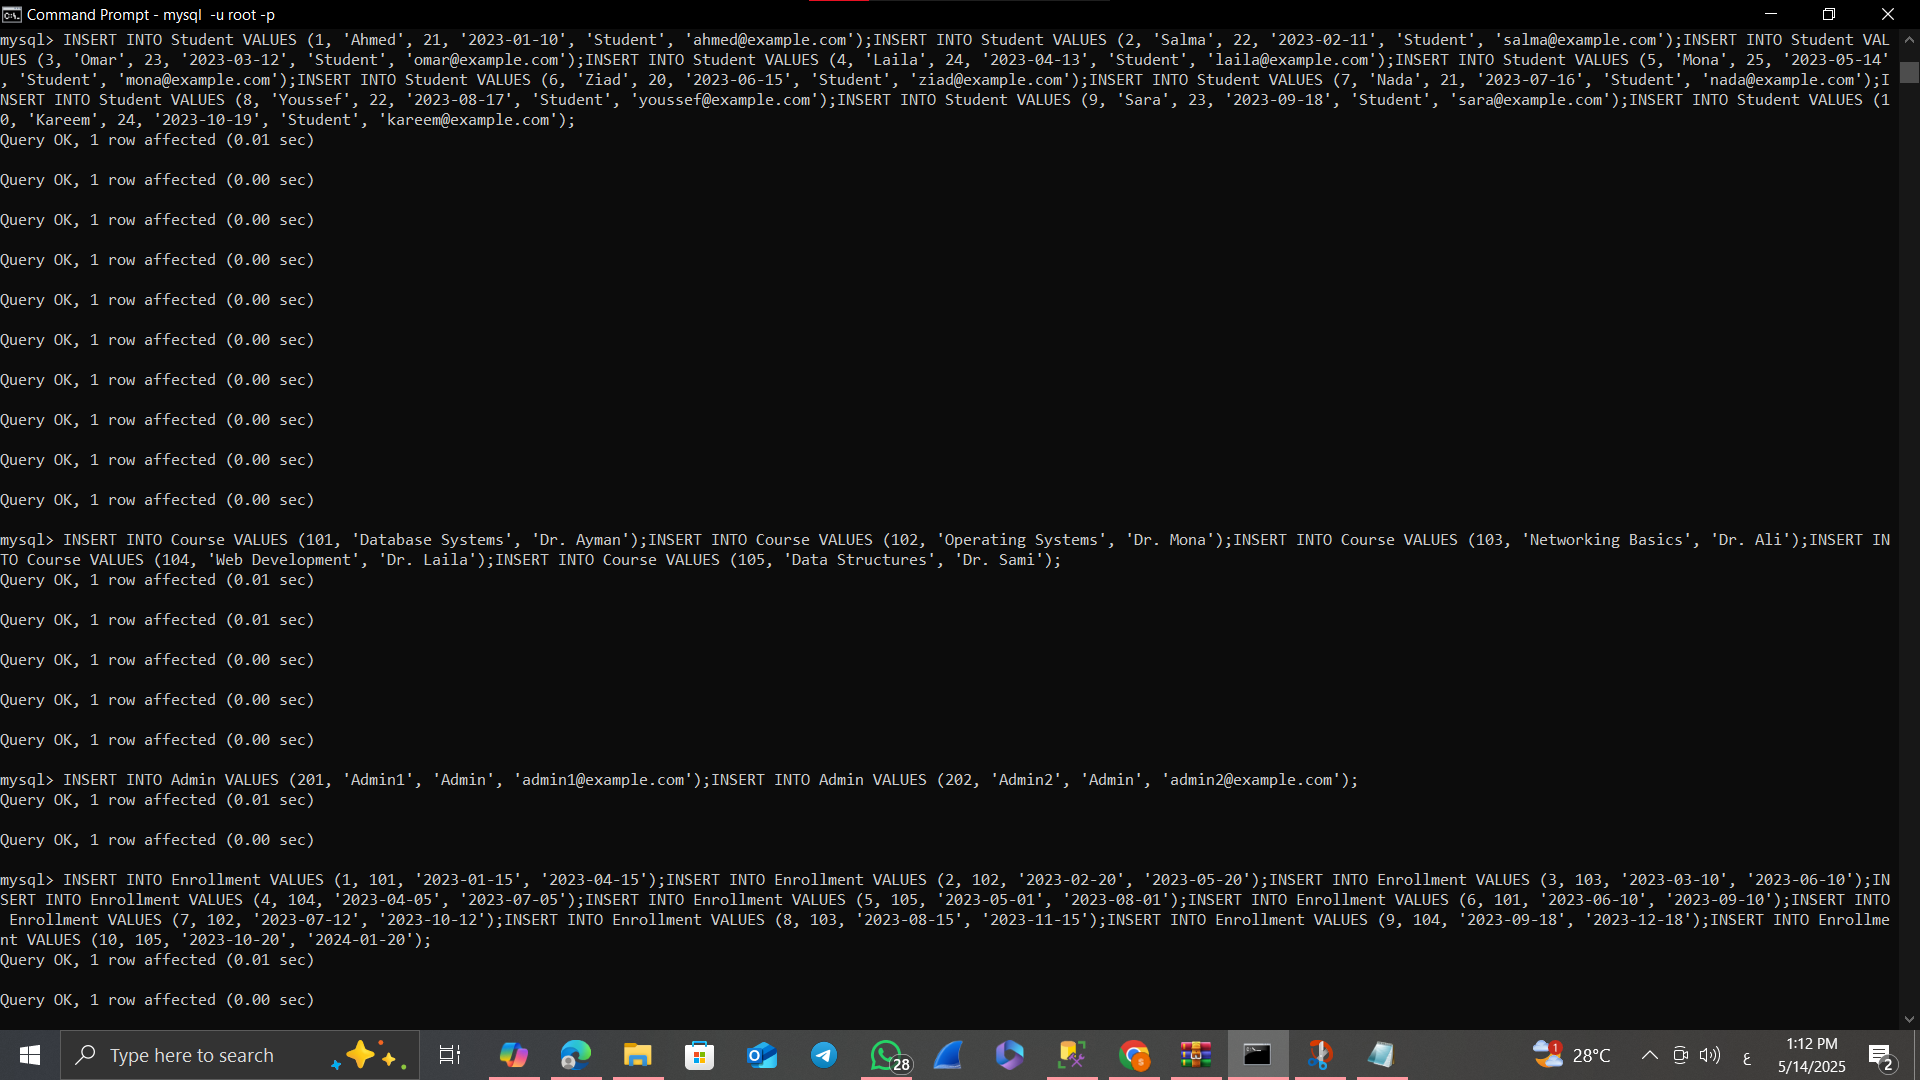 Command Prompt - mysql  -u root -p
mysql> INSERT INTO Student VALUES (1, 'Ahmed', 21, '2023-01-10', 'Student', 'ahmed@example.com');INSERT INTO Student VALUES (2, 'Salma', 22, '2023-02-11', 'Student', 'salma@example.com');INSERT INTO Student VAL
UES (3, 'Omar', 23, '2023-03-12', 'Student', 'omar@example.com');INSERT INTO Student VALUES (4, 'Laila', 24, '2023-04-13', 'Student', 'laila@example.com');INSERT INTO Student VALUES (5, 'Mona', 25, '2023-05-14'
, 'Student', 'mona@example.com');INSERT INTO Student VALUES (6, 'Ziad', 20, '2023-06-15', 'Student', 'ziad@example.com');INSERT INTO Student VALUES (7, 'Nada', 21, '2023-07-16', 'Student', 'nada@example.com');I
NSERT INTO Student VALUES (8, 'Youssef', 22, '2023-08-17', 'Student', 'youssef@example.com');INSERT INTO Student VALUES (9, 'Sara', 23, '2023-09-18', 'Student', 'sara@example.com');INSERT INTO Student VALUES (1
0, 'Kareem', 24, '2023-10-19', 'Student', 'kareem@example.com');
Query OK, 1 row affected (0.01 sec)
Query OK, 1 row affected (0.00 sec)
Query OK, 1 row affected (0.00 sec)
Query OK, 1 row affected (0.00 sec)
Query OK, 1 row affected (0.00 sec)
Query OK, 1 row affected (0.00 sec)
Query OK, 1 row affected (0.00 sec)
Query OK, 1 row affected (0.00 sec)
Query OK, 1 row affected (0.00 sec)
Query OK, 1 row affected (0.00 sec)
mysql> INSERT INTO Course VALUES (101, 'Database Systems', 'Dr. Ayman');INSERT INTO Course VALUES (102, 'Operating Systems', 'Dr. Mona');INSERT INTO Course VALUES (103, 'Networking Basics', 'Dr. Ali');INSERT IN
TO Course VALUES (104, 'Web Development', 'Dr. Laila');INSERT INTO Course VALUES (105, 'Data Structures', 'Dr. Sami');
Query OK, 1 row affected (0.01 sec)
Query OK, 1 row affected (0.01 sec)
Query OK, 1 row affected (0.00 sec)
Query OK, 1 row affected (0.00 sec)
Query OK, 1 row affected (0.00 sec)
mysql> INSERT INTO Admin VALUES (201, 'Admin1', 'Admin', 'admin1@example.com');INSERT INTO Admin VALUES (202, 'Admin2', 'Admin', 'admin2@example.com');
Query OK, 1 row affected (0.01 sec)
Query OK, 1 row affected (0.00 sec)
mysql> INSERT INTO Enrollment VALUES (1, 101, '2023-01-15', '2023-04-15');INSERT INTO Enrollment VALUES (2, 102, '2023-02-20', '2023-05-20');INSERT INTO Enrollment VALUES (3, 103, '2023-03-10', '2023-06-10');IN
SERT INTO Enrollment VALUES (4, 104, '2023-04-05', '2023-07-05');INSERT INTO Enrollment VALUES (5, 105, '2023-05-01', '2023-08-01');INSERT INTO Enrollment VALUES (6, 101, '2023-06-10', '2023-09-10');INSERT INTO
 Enrollment VALUES (7, 102, '2023-07-12', '2023-10-12');INSERT INTO Enrollment VALUES (8, 103, '2023-08-15', '2023-11-15');INSERT INTO Enrollment VALUES (9, 104, '2023-09-18', '2023-12-18');INSERT INTO Enrollme
nt VALUES (10, 105, '2023-10-20', '2024-01-20');
Query OK, 1 row affected (0.01 sec)
Query OK, 1 row affected (0.00 sec)
Type here to search
28
1
28°C
ع
1:12 PM
5/14/2025
2